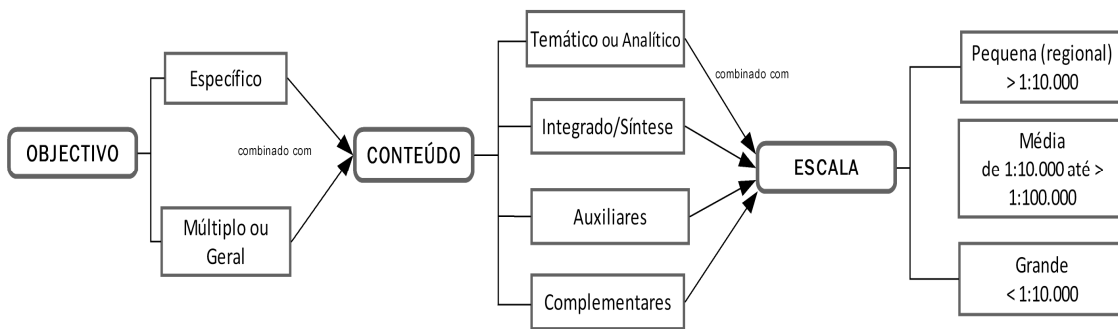 OBJECTIVO
Específico
combinado com
Múltiplo ou
Geral
CONTEÚDO
Temático ou Analítico
combinado com
Integrado/Síntese
Auxiliares
Complementares
ESCALA
Pequena (regional)
> 1:10.000
Média
de 1:10.000 até >
1:100.000
Grande
< 1:10.000